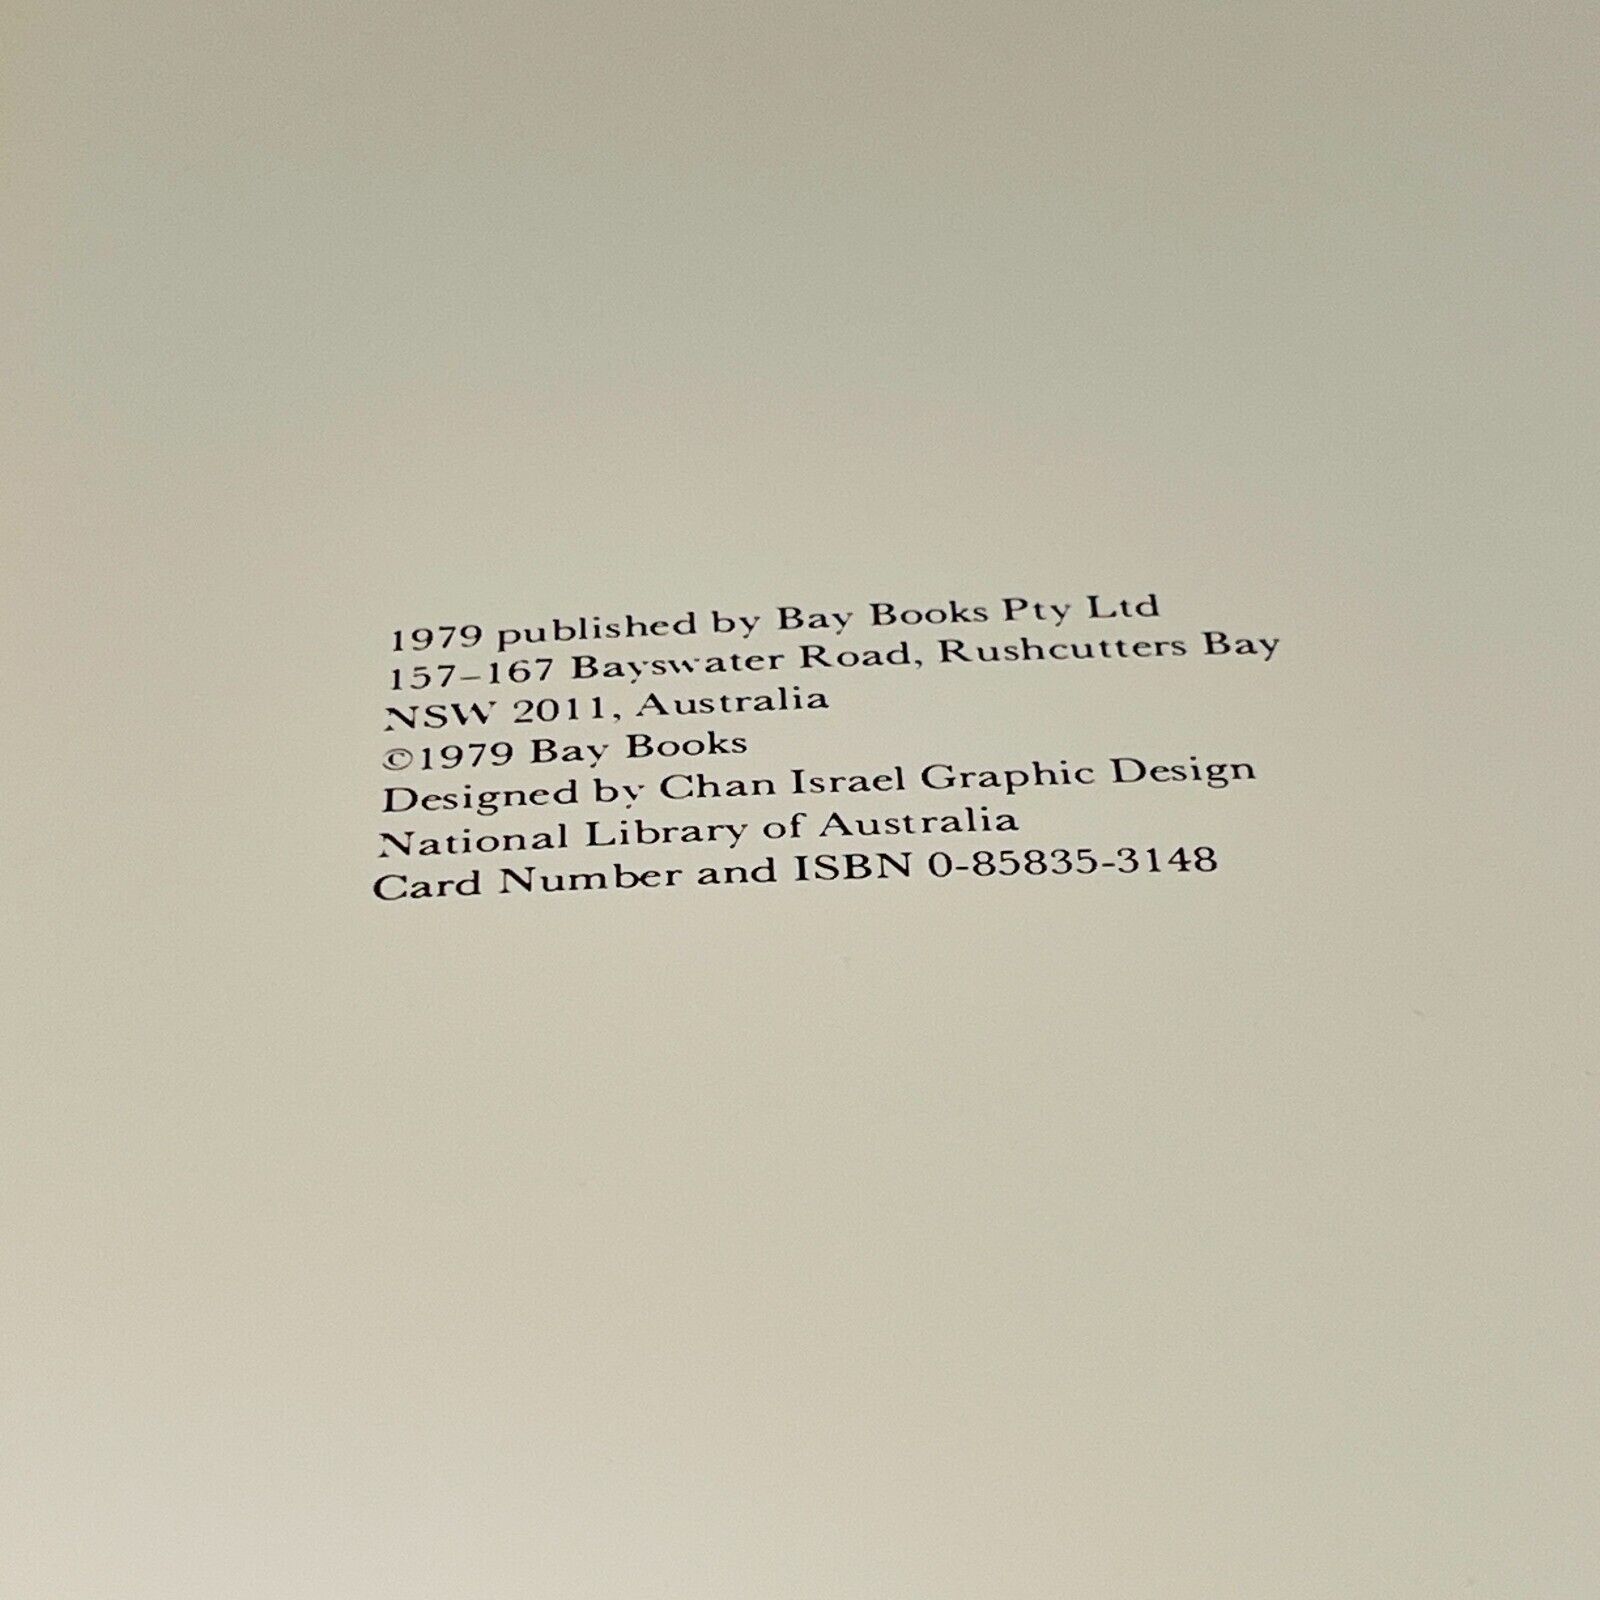 1979 published by Bay Books Pty Ltd
157–167 Bayswater Road, Rushcutters Bay
NSW 2011, Australia
©1979 Bay Books
Designed by Chan Israel Graphic Design
National Library of Australia
Card Number and ISBN 0-85835-3148